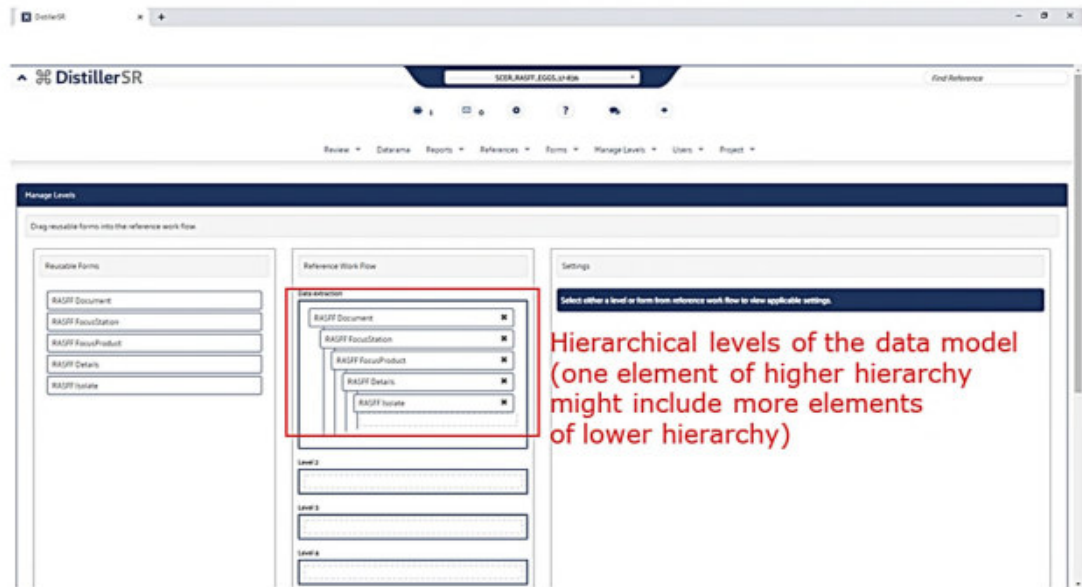 DistillerSR
DistillerSR
Find Reference
1 0 ?
Review Datarama Reports References Forms Manage Levels Users Project
Manage Levels
Drag reusable forms into the reference work flow.
Reusable Forms
RASFF Document
RASFF FocusStation
RASFF FocusProduct
RASFF Details
RASFF Isolate
Reference Work Flow
Data extraction
RASFF Document
RASFF FocusStation
RASFF FocusProduct
RASFF Details
RASFF Isolate
Level 2
Level 3
Level 4
Settings
Select either a level or form from reference work flow to view applicable settings.
Hierarchical levels of the data model
(one element of higher hierarchy
might include more elements
of lower hierarchy)